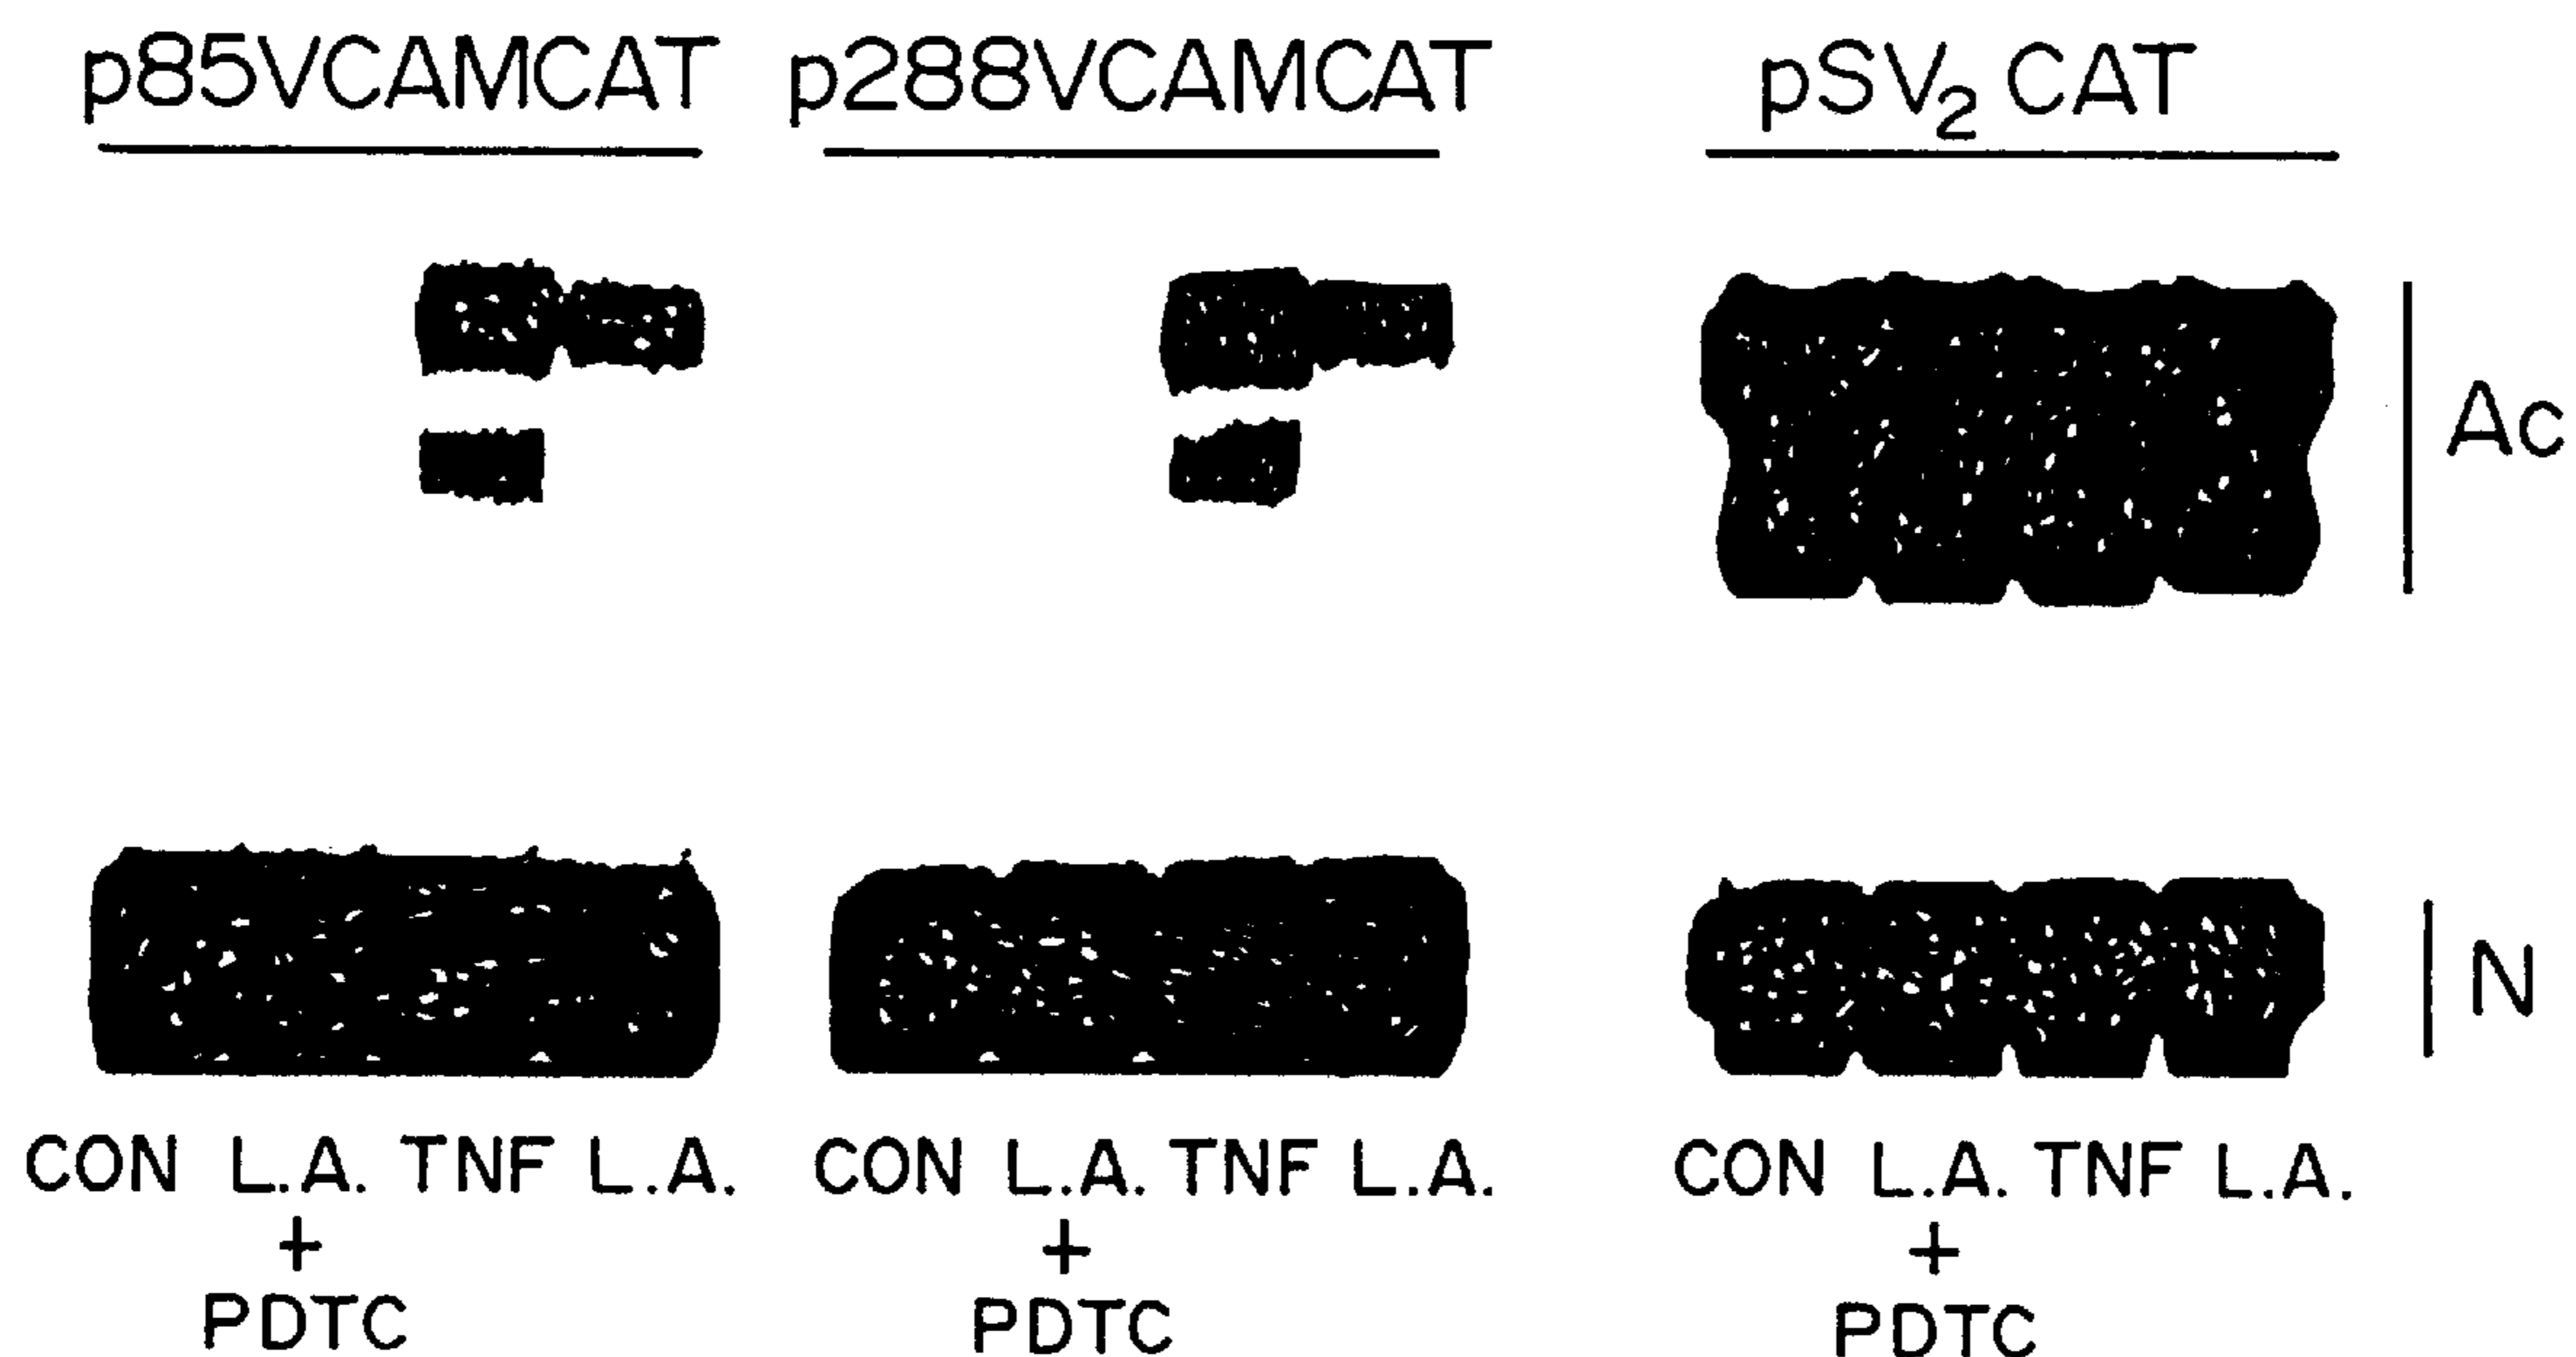 p85VCAMCAT p288VCAMCAT pSV₂ CAT
Ac
N
CON L.A. TNF L.A. CON L.A. TNF L.A. CON L.A. TNF L.A.
+ + +
PDTC PDTC PDTC